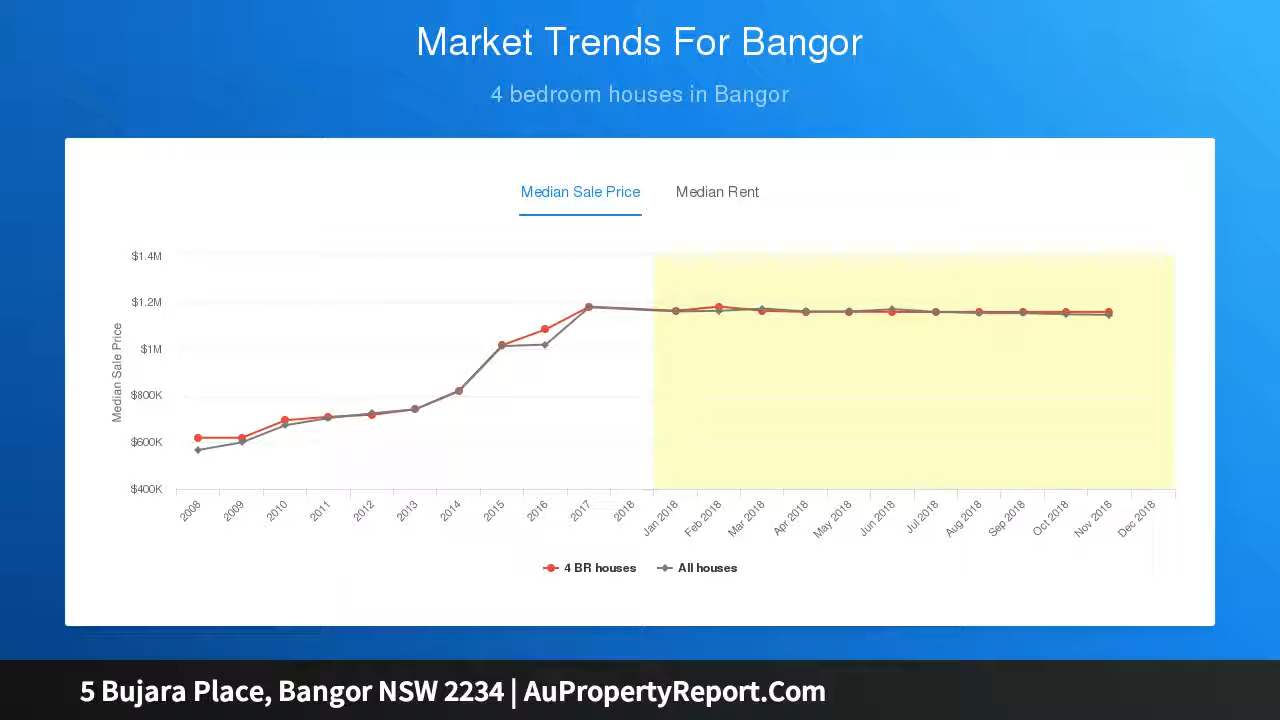 Market Trends For Bangor
4 bedroom houses in Bangor
Median Sale Price Median Rent
Median Sale Price
$1.4M
$1.2M
$1M
$800K
$600K
$400K
2008 2009 2010 2011 2012 2013 2014 2015 2016 2017 2018 Jan 2018 Feb 2018 Mar 2018 Apr 2018 May 2018 Jun 2018 Jul 2018 Aug 2018 Sep 2018 Oct 2018 Nov 2018 Dec 2018
4 BR houses All houses
5 Bujara Place, Bangor NSW 2234 | AuPropertyReport.Com